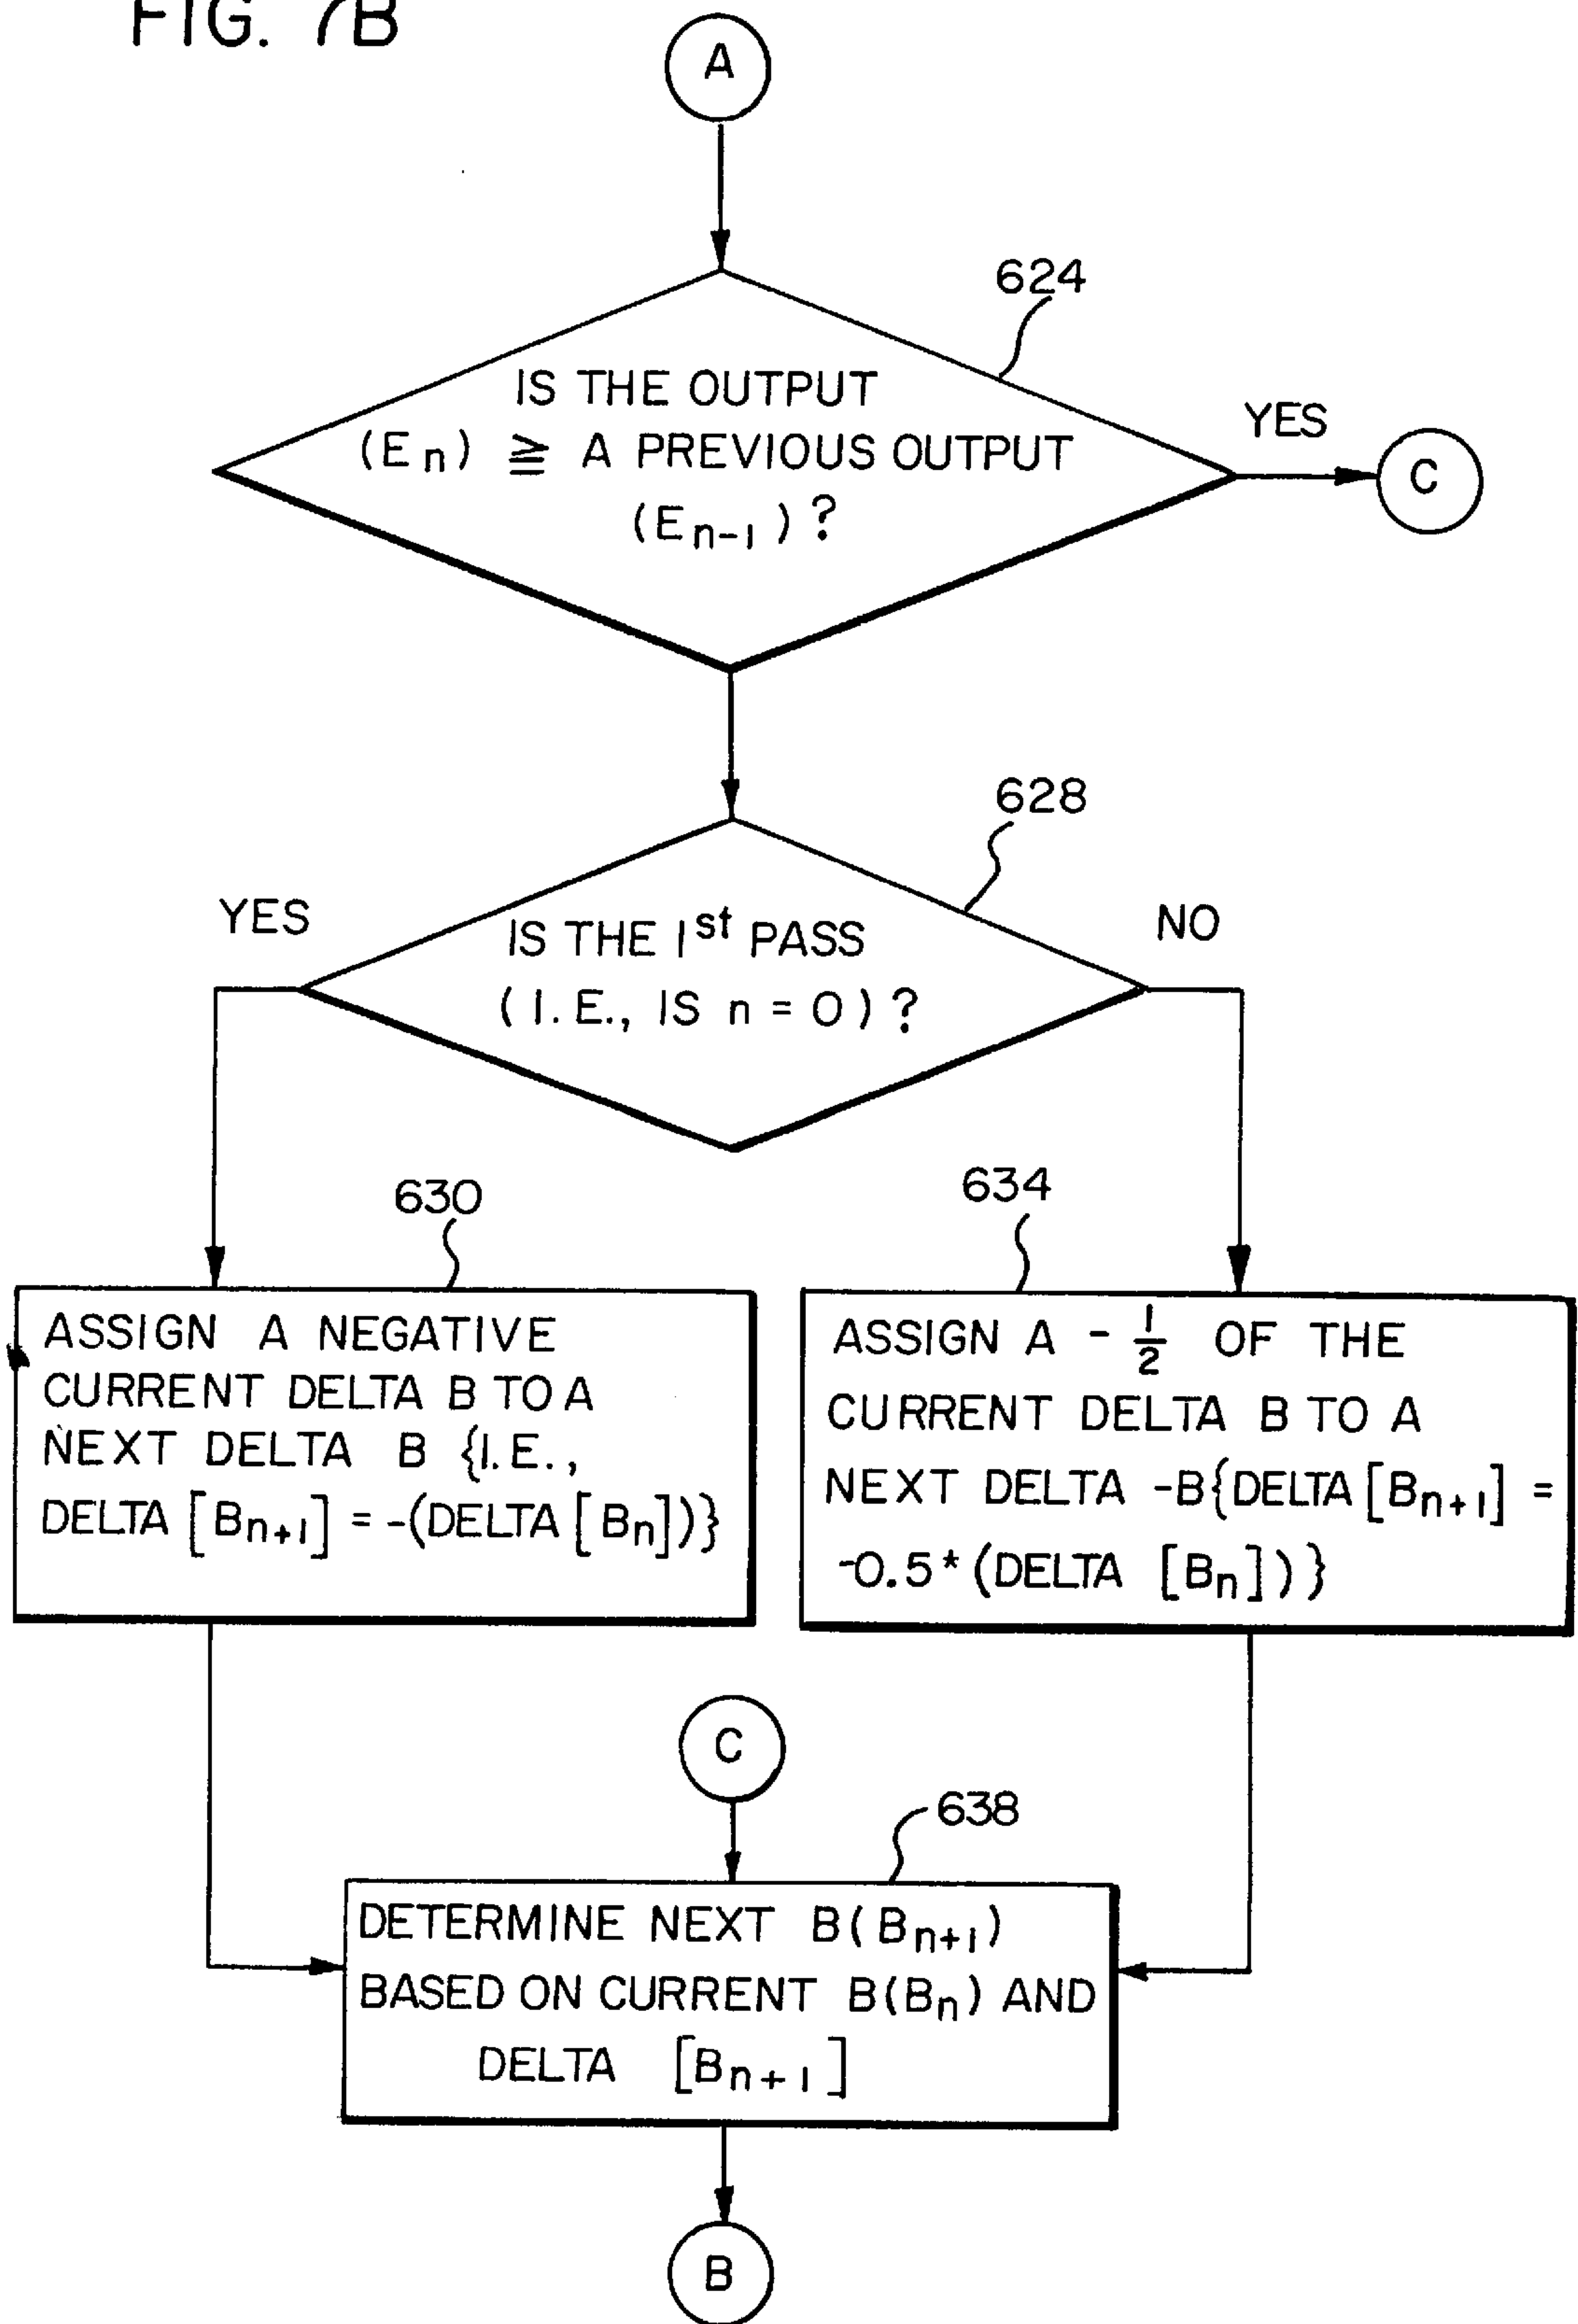 FIG. 7B
A
624
IS THE OUTPUT
(En) ≧ A PREVIOUS OUTPUT
(En-1)?
YES
C
628
YES
NO
IS THE 1st PASS
(I.E., IS n = 0)?
630
634
ASSIGN A NEGATIVE
CURRENT DELTA B TO A
NEXT DELTA B {I.E.,
DELTA [Bn+1] = -(DELTA [Bn])}
ASSIGN A - 1/2 OF THE
CURRENT DELTA B TO A
NEXT DELTA -B{DELTA [Bn+1] =
-0.5*(DELTA [Bn])}
C
638
DETERMINE NEXT B(Bn+1)
BASED ON CURRENT B(Bn) AND
DELTA [Bn+1]
B